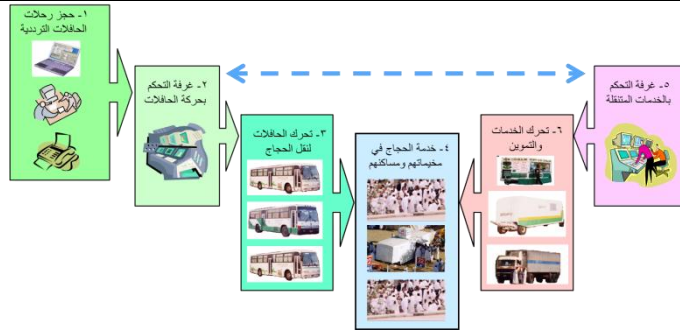 ١- حجز رحلات
الحافلات الترددية
٢- غرفة التحكم
بحركة الحافلات
٣- تحرك الحافلات
لنقل الحجاج
٤- خدمة الحجاج في
مخيماتهم ومساكنهم
٥- غرفة التحكم
بالخدمات المتنقلة
٦- تحرك الخدمات
والتموين